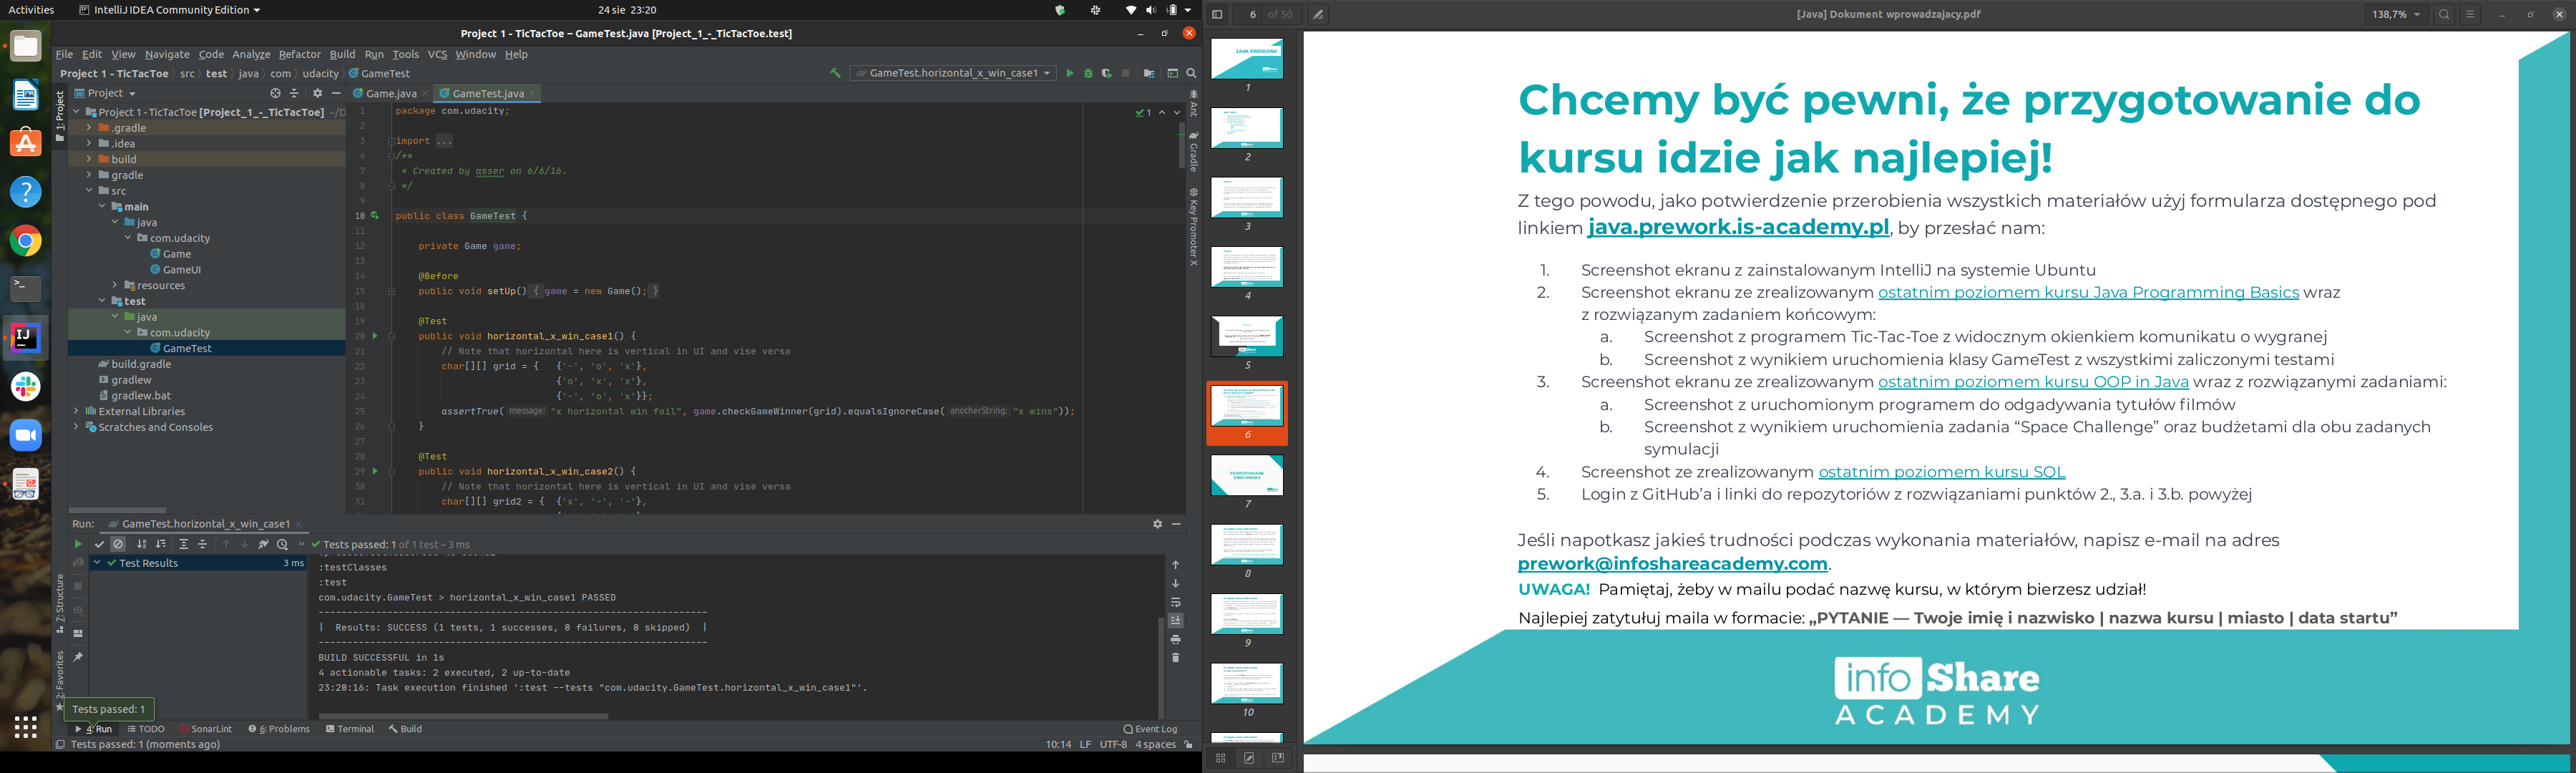 Activities
IntelliJ IDEA Community Edition
24 sie 23:20
Project 1 - TicTacToe – GameTest.java [Project_1_-_TicTacToe.test]
File Edit View Navigate Code Analyze Refactor Build Run Tools VCS Window Help
Project 1 - TicTacToe src test java com udacity GameTest
GameTest.horizontal_x_win_case1
1: Project
Project
Game.java
GameTest.java
Project 1 - TicTacToe [Project_1_-_TicTacToe] ~/D
.gradle
.idea
build
gradle
src
main
java
com.udacity
Game
GameUI
resources
test
java
com.udacity
GameTest
build.gradle
gradlew
gradlew.bat
External Libraries
Scratches and Consoles
1 package com.udacity;
2
3 import ...
6 /**
7 * Created by asser on 6/6/16.
8 */
9
10 public class GameTest {
11
12 private Game game;
13
14 @Before
15 public void setUp() { game = new Game(); }
18
19 @Test
20 public void horizontal_x_win_case1() {
21 // Note that horizontal here is vertical in UI and vise versa
22 char[][] grid = { {'-', 'o', 'x'},
23 {'o', 'x', 'x'},
24 {'-', 'o', 'x'}};
25 assertTrue( message: "x horizontal win fail", game.checkGameWinner(grid).equalsIgnoreCase( anotherString: "x wins"));
26 }
27
28 @Test
29 public void horizontal_x_win_case2() {
30 // Note that horizontal here is vertical in UI and vise versa
31 char[][] grid2 = { {'x', '-', '-'},
1
Ant
Gradle
Key Promoter X
Run: GameTest.horizontal_x_win_case1
Tests passed: 1 of 1 test – 3 ms
Test Results 3 ms
:testClasses
:test
com.udacity.GameTest > horizontal_x_win_case1 PASSED
----------------------------------------------------------------
| Results: SUCCESS (1 tests, 1 successes, 0 failures, 0 skipped) |
----------------------------------------------------------------
BUILD SUCCESSFUL in 1s
4 actionable tasks: 2 executed, 2 up-to-date
23:20:16: Task execution finished ':test --tests "com.udacity.GameTest.horizontal_x_win_case1"'.
7: Structure
2: Favorites
Tests passed: 1
4: Run TODO SonarLint 6: Problems Terminal Build
Event Log
Tests passed: 1 (moments ago)
10:14 LF UTF-8 4 spaces
6 of 50
[Java] Dokument wprowadzajacy.pdf
138,7%
JAVA PREWORK
1
2
3
4
5
6
7
8
9
10
Chcemy być pewni, że przygotowanie do
kursu idzie jak najlepiej!
Z tego powodu, jako potwierdzenie przerobienia wszystkich materiałów użyj formularza dostępnego pod
linkiem java.prework.is-academy.pl, by przesłać nam:
1. Screenshot ekranu z zainstalowanym IntelliJ na systemie Ubuntu
2. Screenshot ekranu ze zrealizowanym ostatnim poziomem kursu Java Programming Basics wraz
z rozwiązanym zadaniem końcowym:
a. Screenshot z programem Tic-Tac-Toe z widocznym okienkiem komunikatu o wygranej
b. Screenshot z wynikiem uruchomienia klasy GameTest z wszystkimi zaliczonymi testami
3. Screenshot ekranu ze zrealizowanym ostatnim poziomem kursu OOP in Java wraz z rozwiązanymi zadaniami:
a. Screenshot z uruchomionym programem do odgadywania tytułów filmów
b. Screenshot z wynikiem uruchomienia zadania “Space Challenge” oraz budżetami dla obu zadanych
symulacji
4. Screenshot ze zrealizowanym ostatnim poziomem kursu SQL
5. Login z GitHub’a i linki do repozytoriów z rozwiązaniami punktów 2., 3.a. i 3.b. powyżej
Jeśli napotkasz jakieś trudności podczas wykonania materiałów, napisz e-mail na adres
prework@infoshareacademy.com.
UWAGA! Pamiętaj, żeby w mailu podać nazwę kursu, w którym bierzesz udział!
Najlepiej zatytułuj maila w formacie: „PYTANIE — Twoje imię i nazwisko | nazwa kursu | miasto | data startu”
info Share
ACADEMY